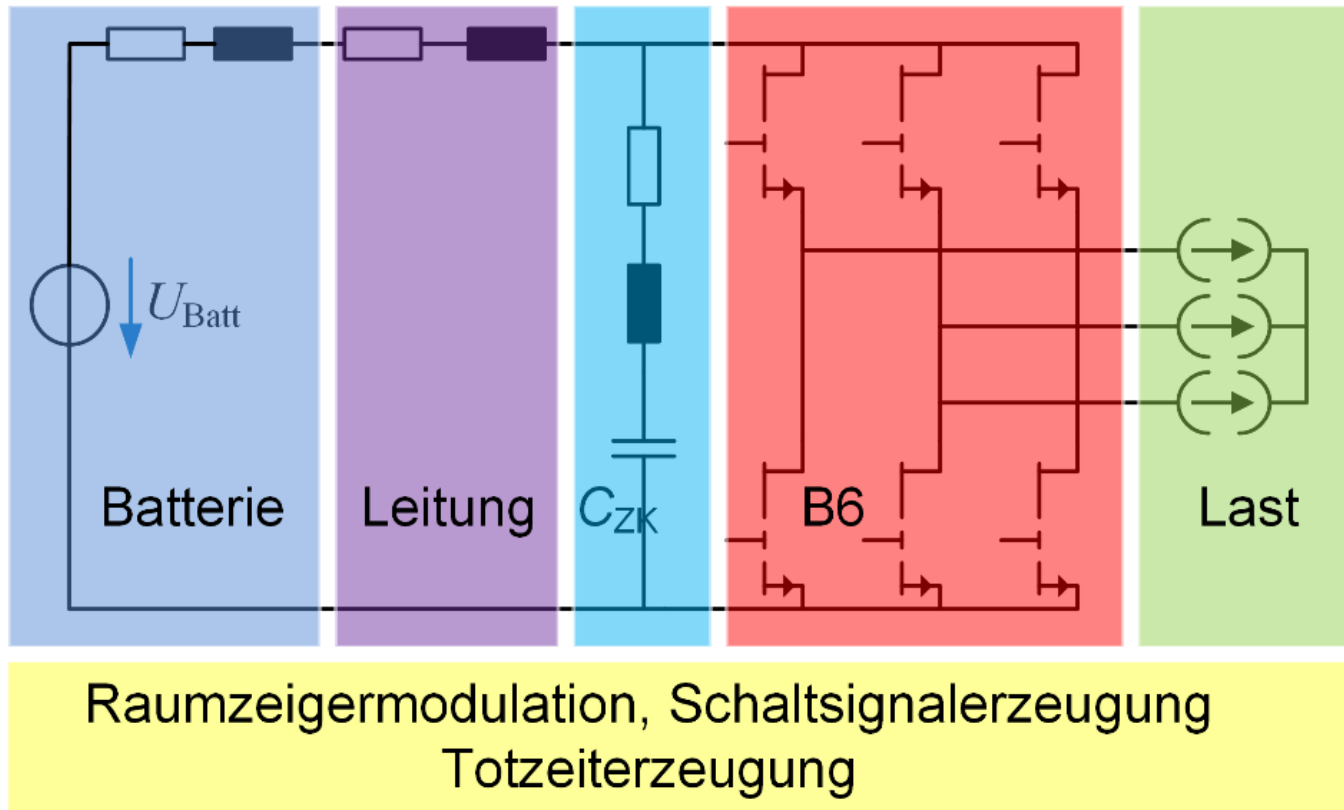 U_Batt
Batterie
Leitung
C_ZK
B6
Last
Raumzeigermodulation, Schaltsignalerzeugung
Totzeiterzeugung